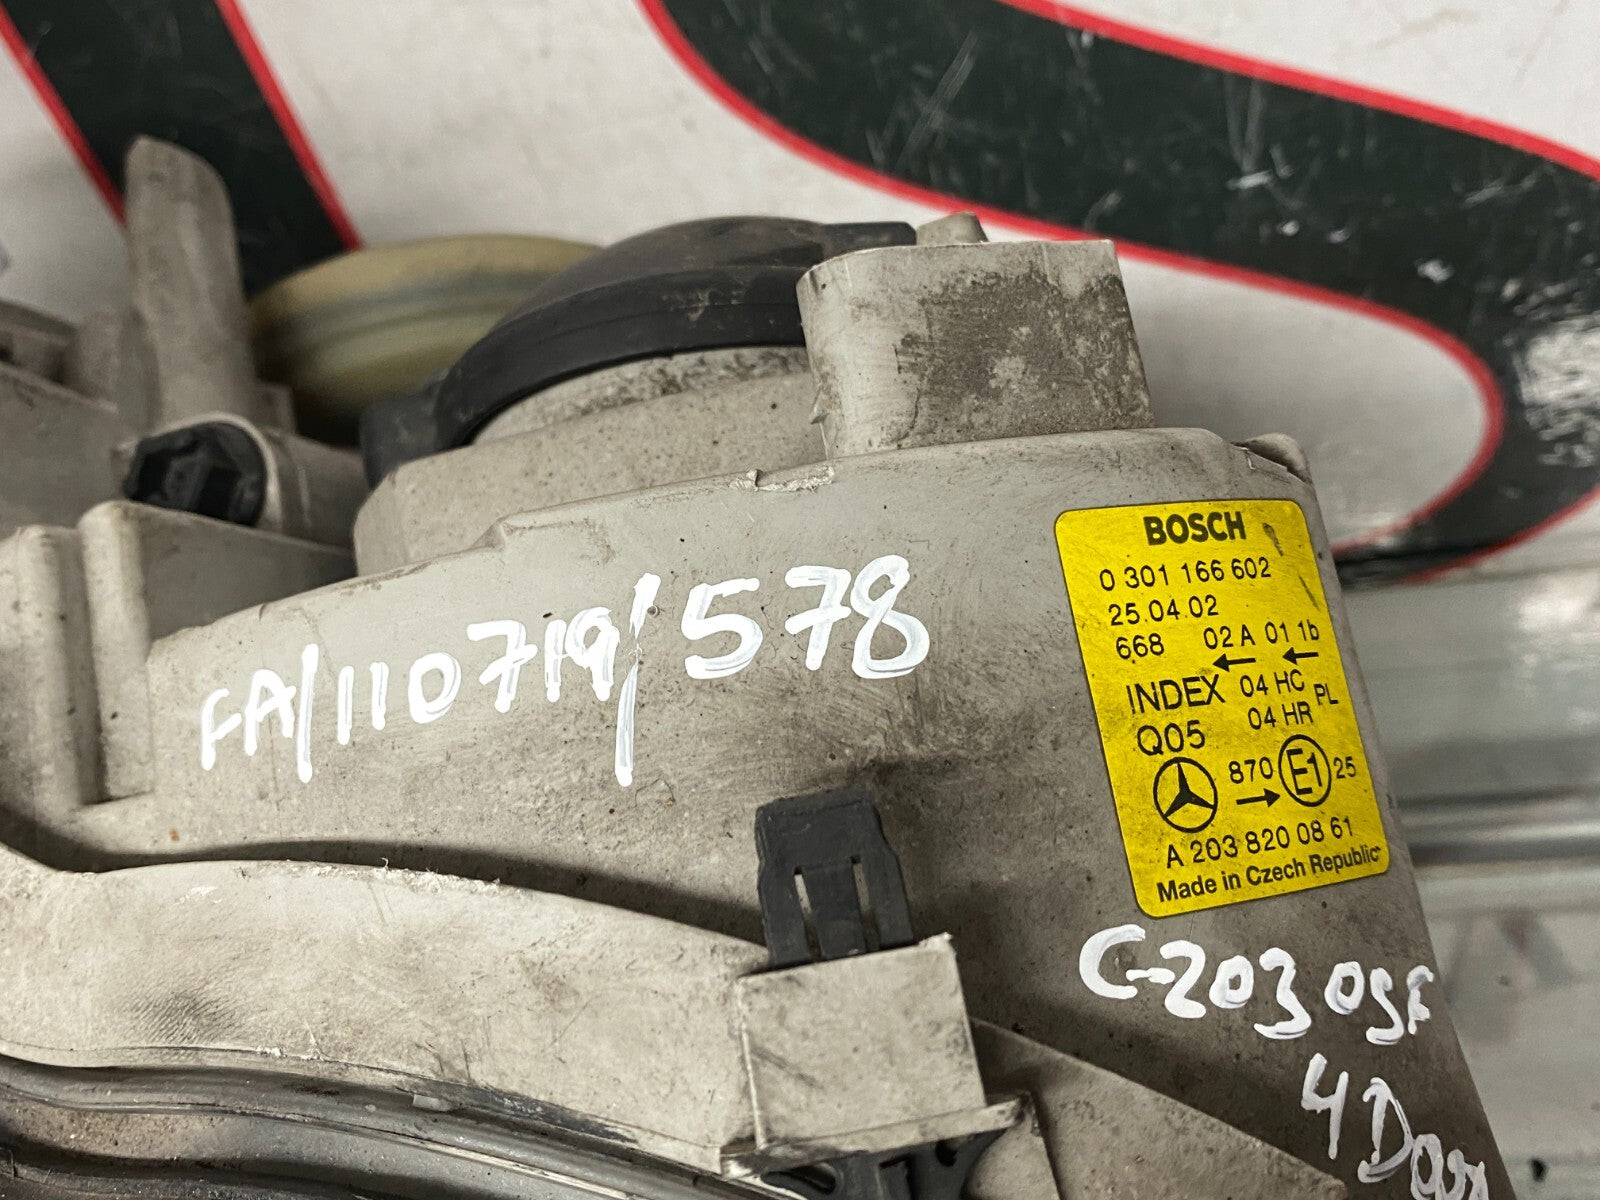 BOSCH
0 301 166 602
25.04.02
668 02 A 01 1b
INDEX 04 HC PL
Q05 04 HR
870 E1 25
A 203 820 08 61
Made in Czech Republic
FA/110719/578
C-203 05F
4 Door